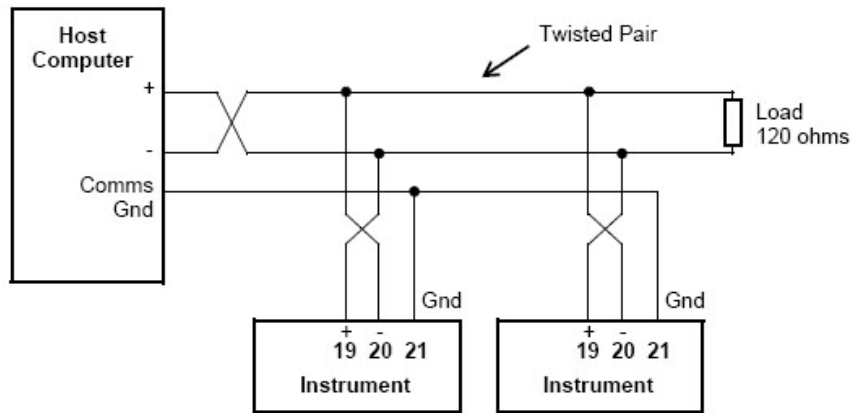 Host
Computer
Twisted Pair
+
-
Load
120 ohms
Comms
Gnd
Gnd
Gnd
+ -
19 20 21
Instrument
+ -
19 20 21
Instrument